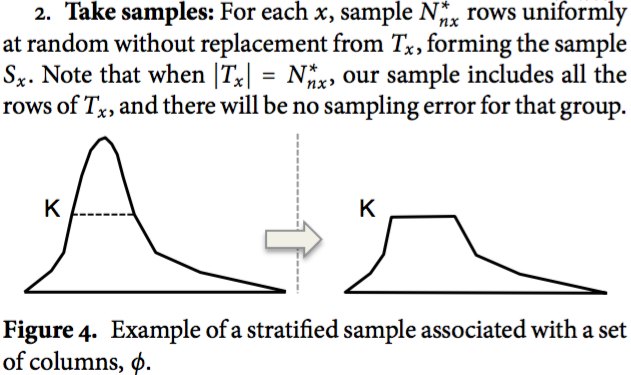 2. Take samples: For each x, sample N*nx rows uniformly
at random without replacement from Tx, forming the sample
Sx. Note that when |Tx| = N*nx, our sample includes all the
rows of Tx, and there will be no sampling error for that group.
K
K
Figure 4. Example of a stratified sample associated with a set
of columns, ϕ.